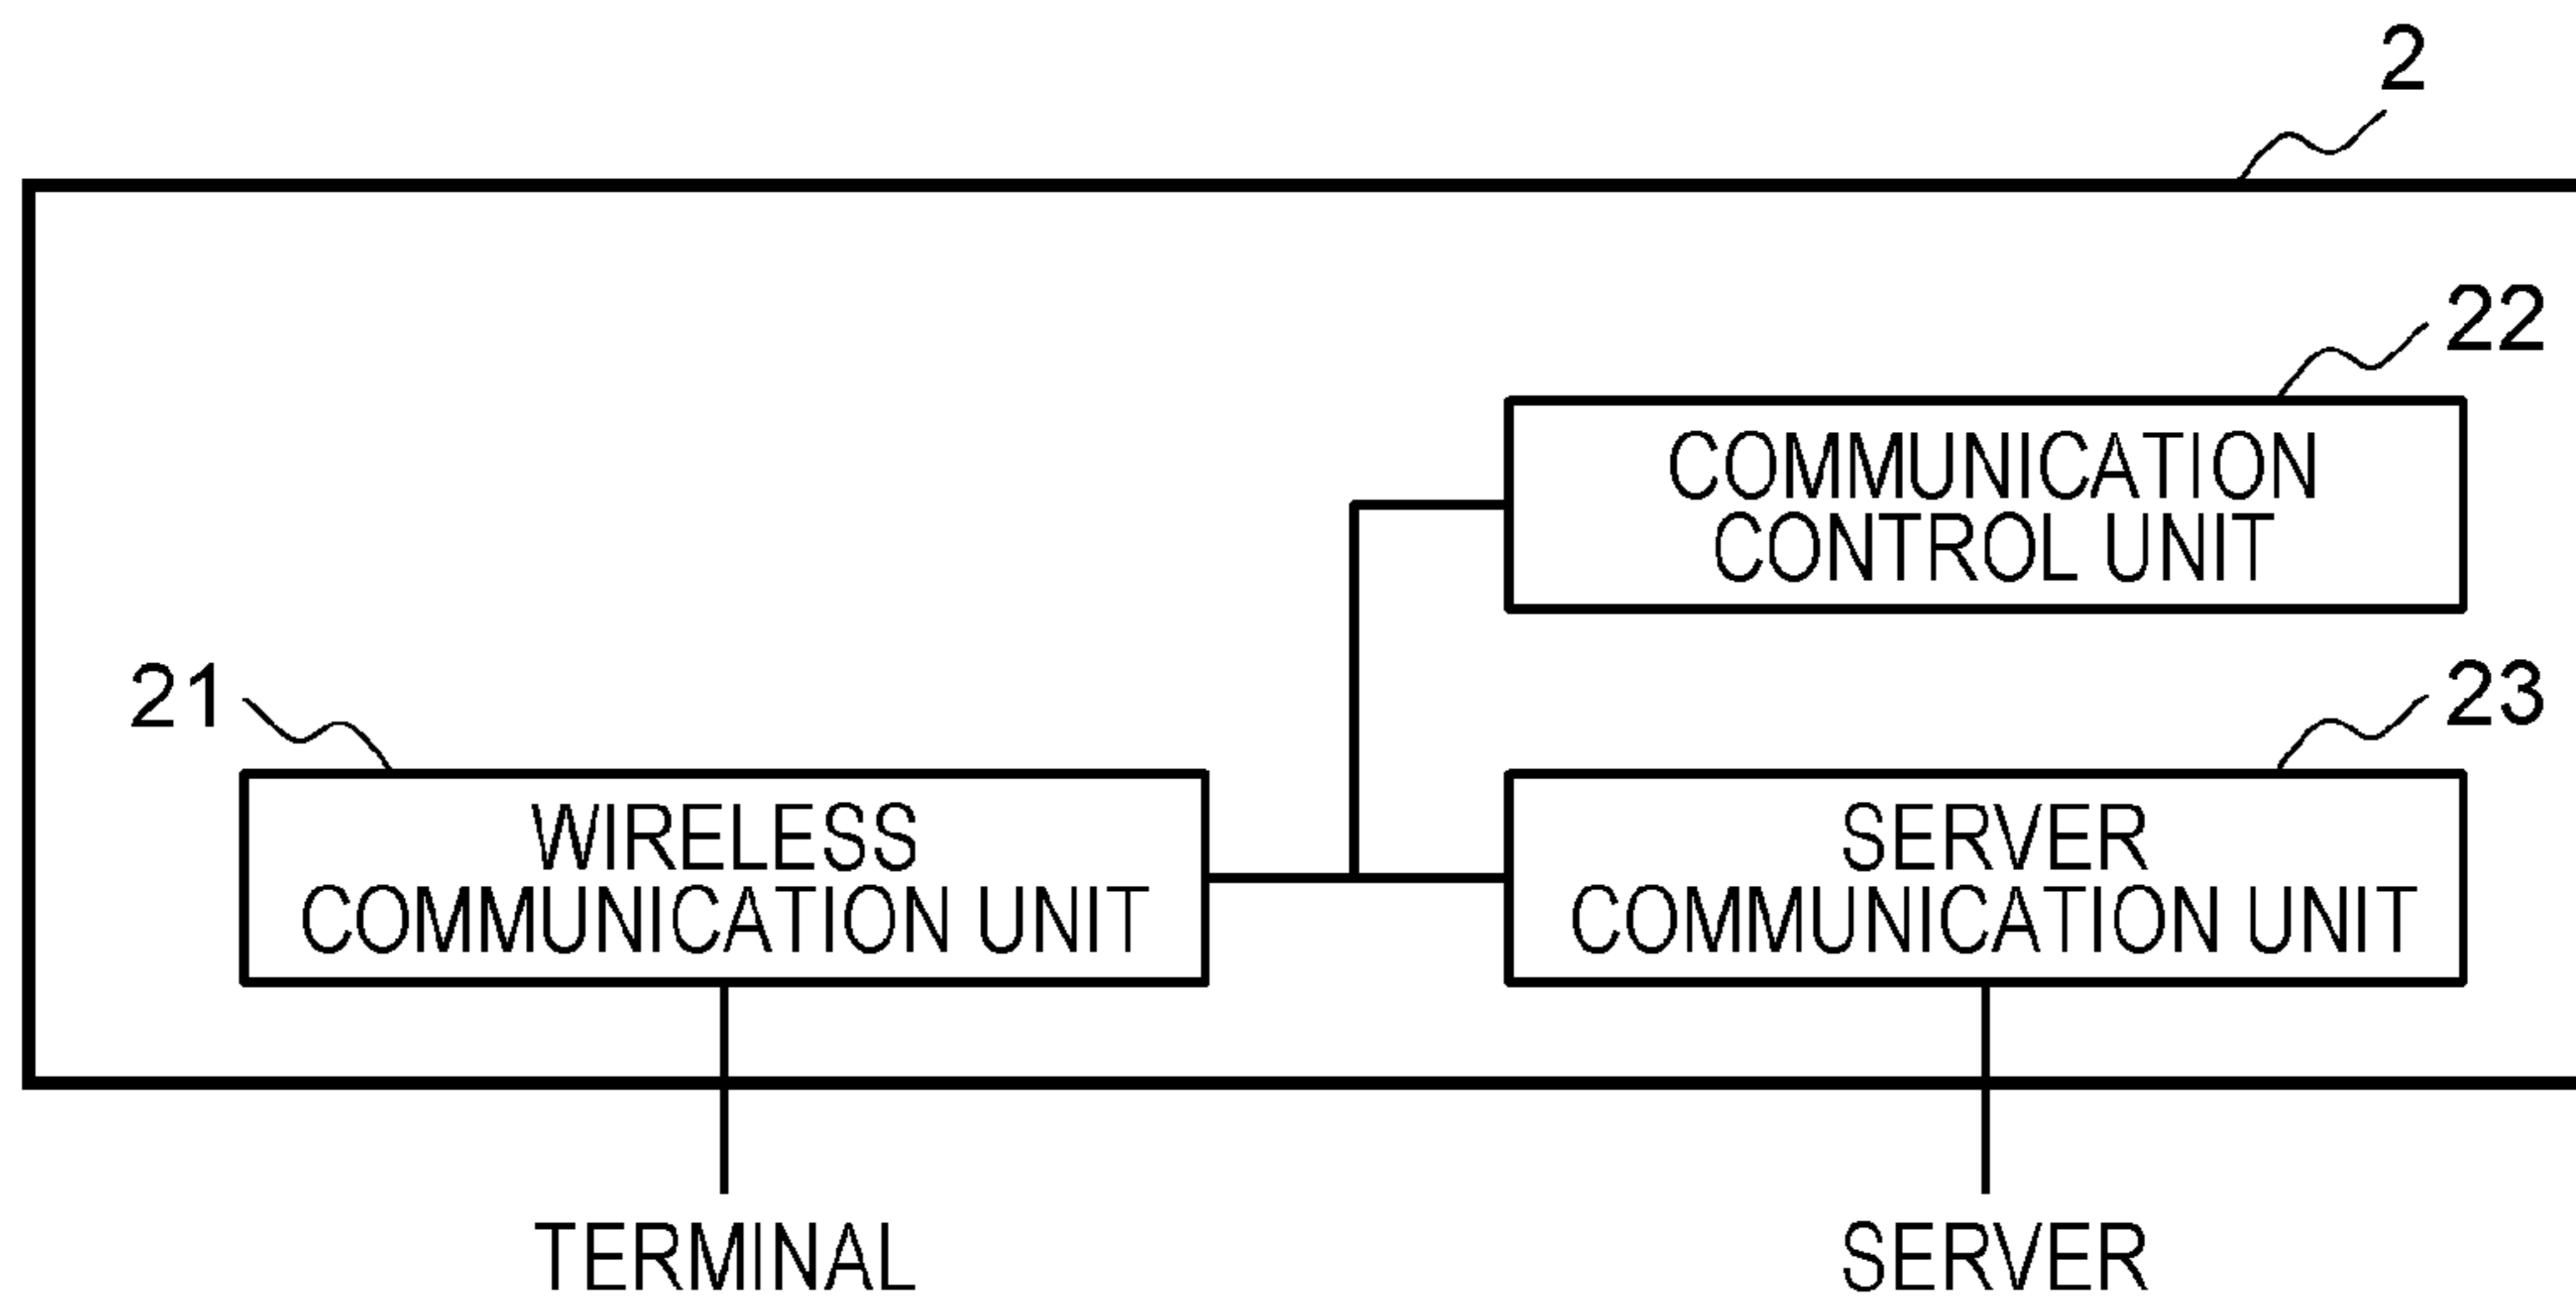 2
22
COMMUNICATION
CONTROL UNIT
21
23
WIRELESS
COMMUNICATION UNIT
SERVER
COMMUNICATION UNIT
TERMINAL
SERVER